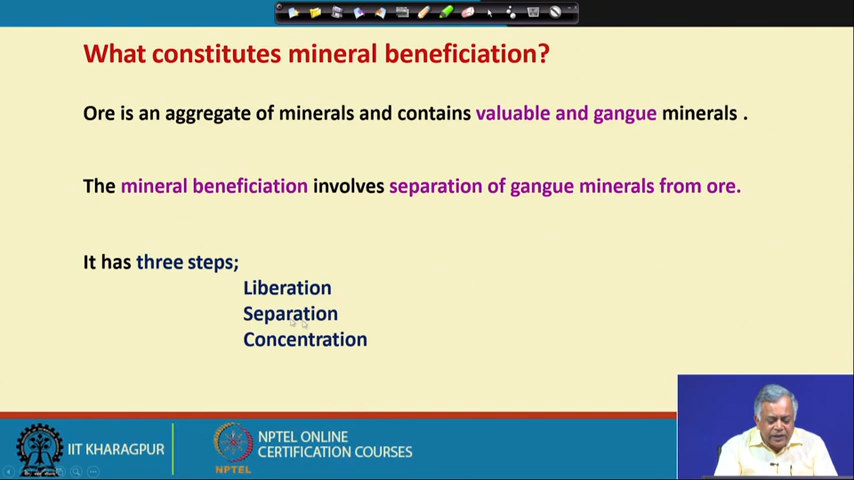 What constitutes mineral beneficiation?
Ore is an aggregate of minerals and contains valuable and gangue minerals .
The mineral beneficiation involves separation of gangue minerals from ore.
It has three steps;
Liberation
Separation
Concentration
IIT KHARAGPUR
NPTEL
NPTEL ONLINE
CERTIFICATION COURSES